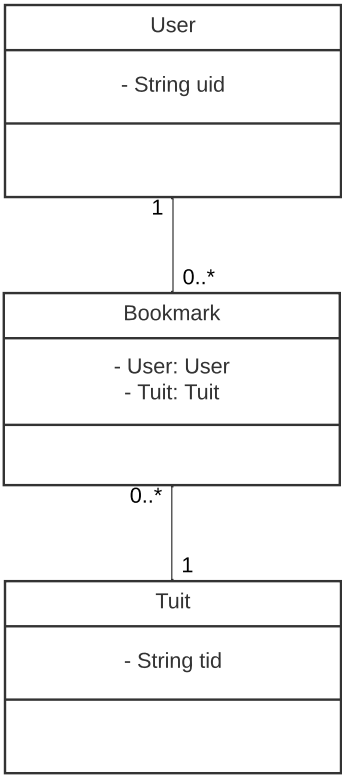 User
- String uid
1
0..*
Bookmark
- User: User
- Tuit: Tuit
0..*
1
Tuit
- String tid